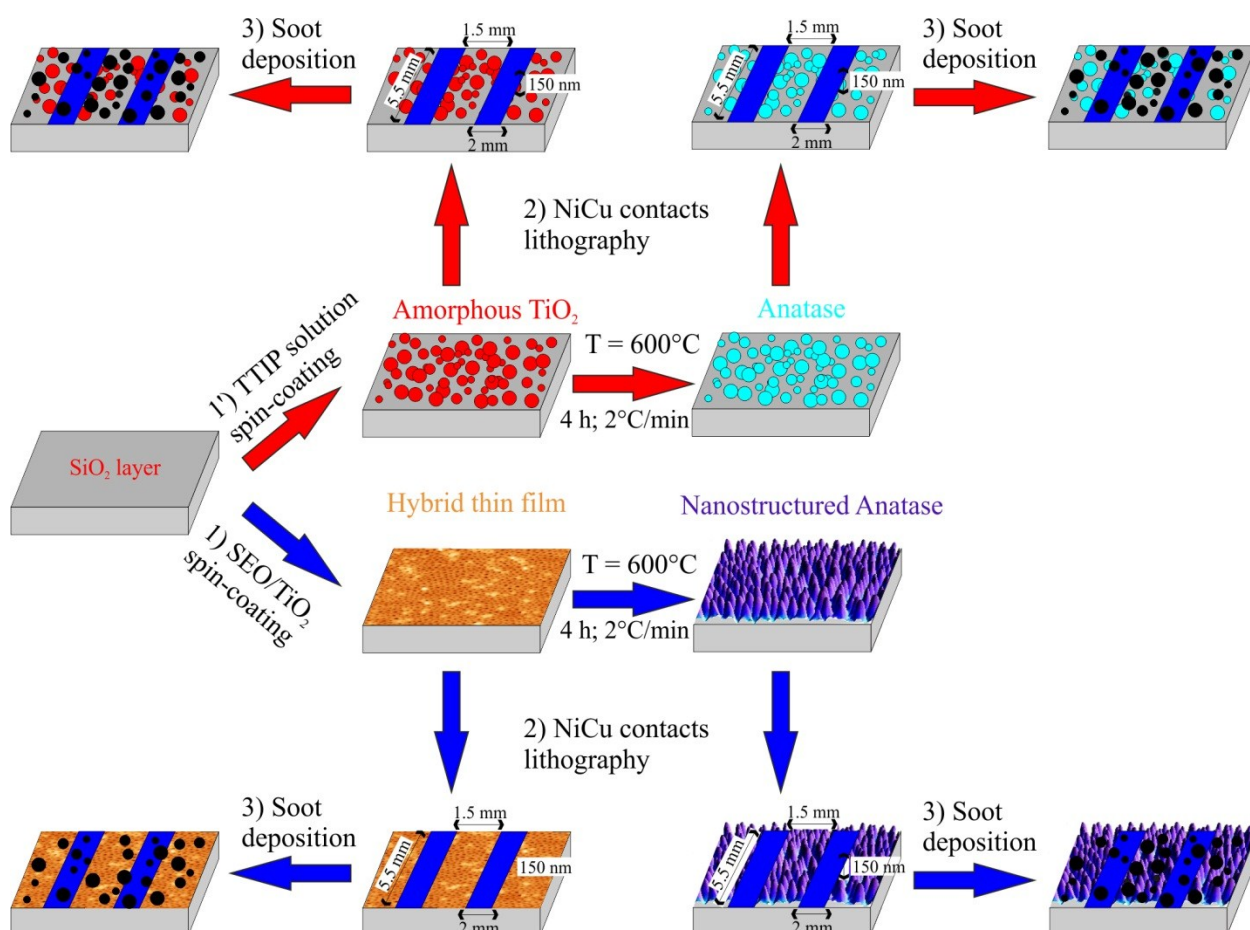 3) Soot
deposition
1.5 mm
5.5 mm
150 nm
2 mm
1.5 mm
5.5 mm
150 nm
2 mm
3) Soot
deposition
2) NiCu contacts
lithography
Amorphous TiO₂
Anatase
T = 600°C
4 h; 2°C/min
1') TTIP solution
spin-coating
SiO₂ layer
1) SEO/TiO₂
spin-coating
Hybrid thin film
Nanostructured Anatase
T = 600°C
4 h; 2°C/min
2) NiCu contacts
lithography
3) Soot
deposition
1.5 mm
5.5 mm
150 nm
2 mm
1.5 mm
5.5 mm
150 nm
2 mm
3) Soot
deposition